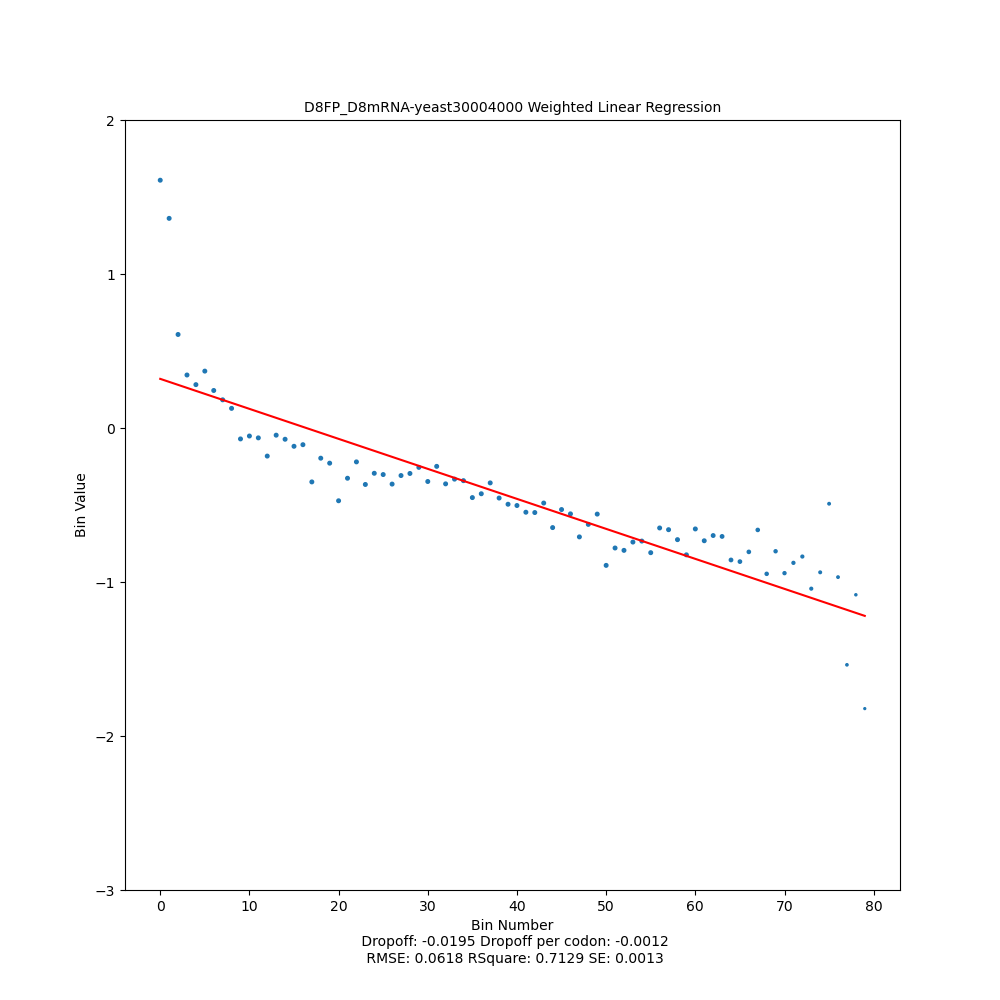 D8FP_D8mRNA-yeast30004000 Weighted Linear Regression
2
1
0
−1
−2
−3
Bin Value
0 10 20 30 40 50 60 70 80
Bin Number
Dropoff: -0.0195 Dropoff per codon: -0.0012
RMSE: 0.0618 RSquare: 0.7129 SE: 0.0013